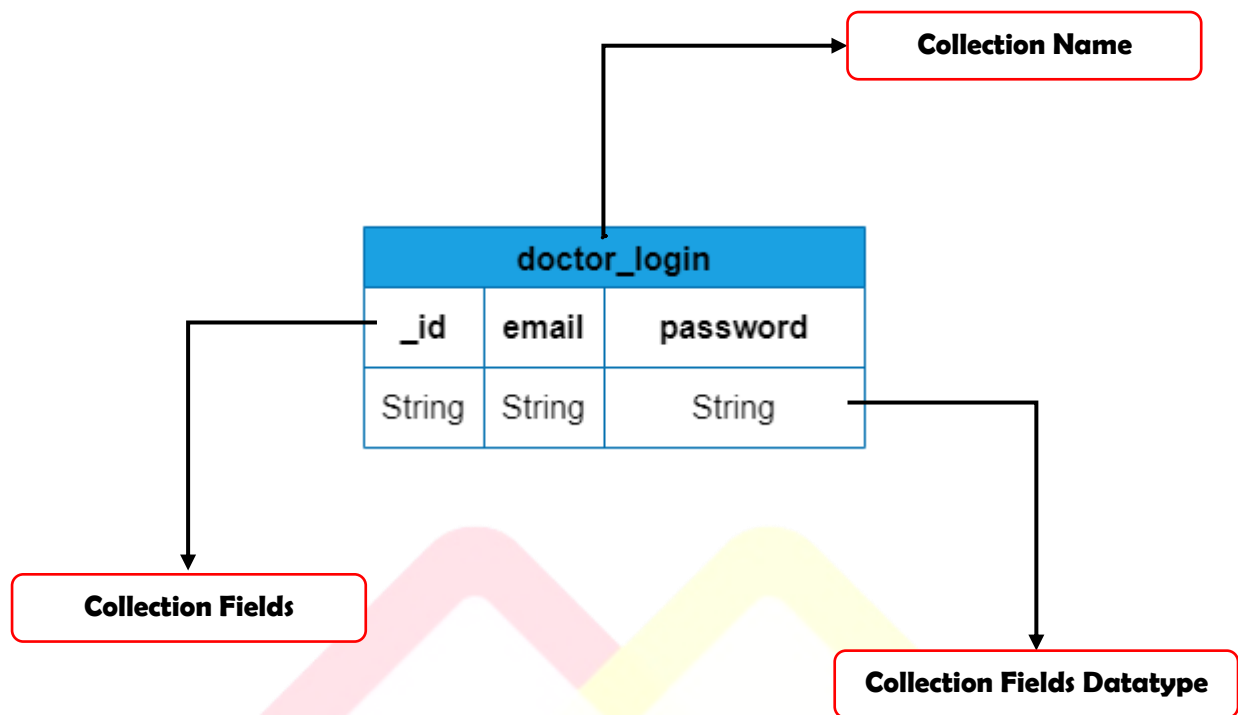 Collection Name
doctor_login
_id email password
String String String
Collection Fields
Collection Fields Datatype